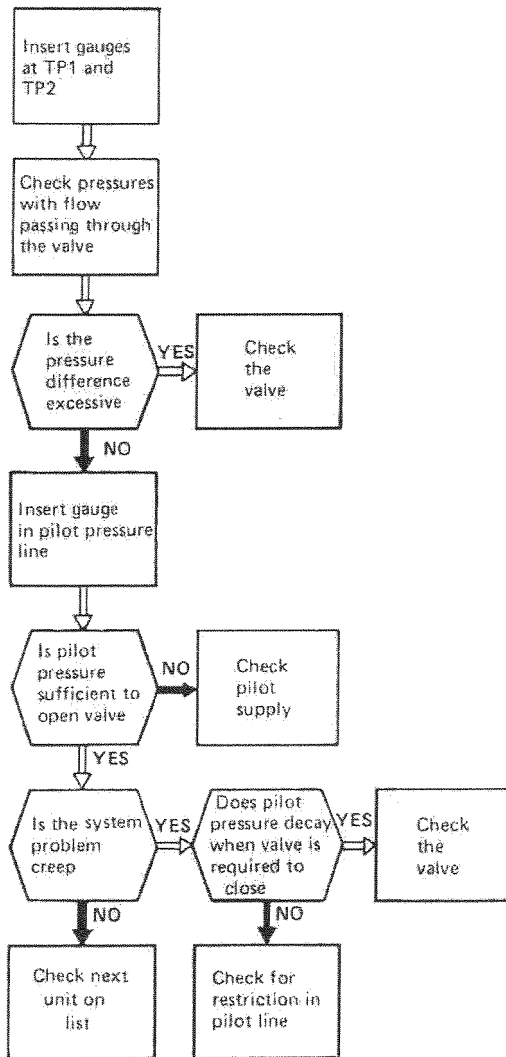 Insert gauges
at TP1 and
TP2
Check pressures
with flow
passing through
the valve
Is the
pressure
difference
excessive
YES
Check
the
valve
NO
Insert gauge
in pilot pressure
line
Is pilot
pressure
sufficient to
open valve
NO
Check
pilot
supply
YES
Is the system
problem
creep
YES
Does pilot
pressure decay
when valve is
required to
close
YES
Check
the
valve
NO
NO
Check next
unit on
list
Check for
restriction in
pilot line